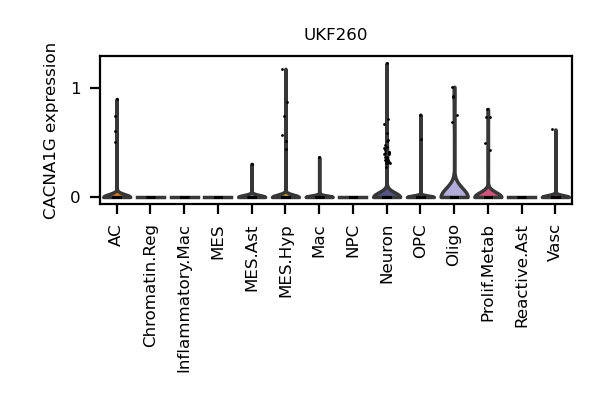 UKF260
CACNA1G expression
1
0
AC
Chromatin.Reg
Inflammatory.Mac
MES
MES.Ast
MES.Hyp
Mac
NPC
Neuron
OPC
Oligo
Prolif.Metab
Reactive.Ast
Vasc